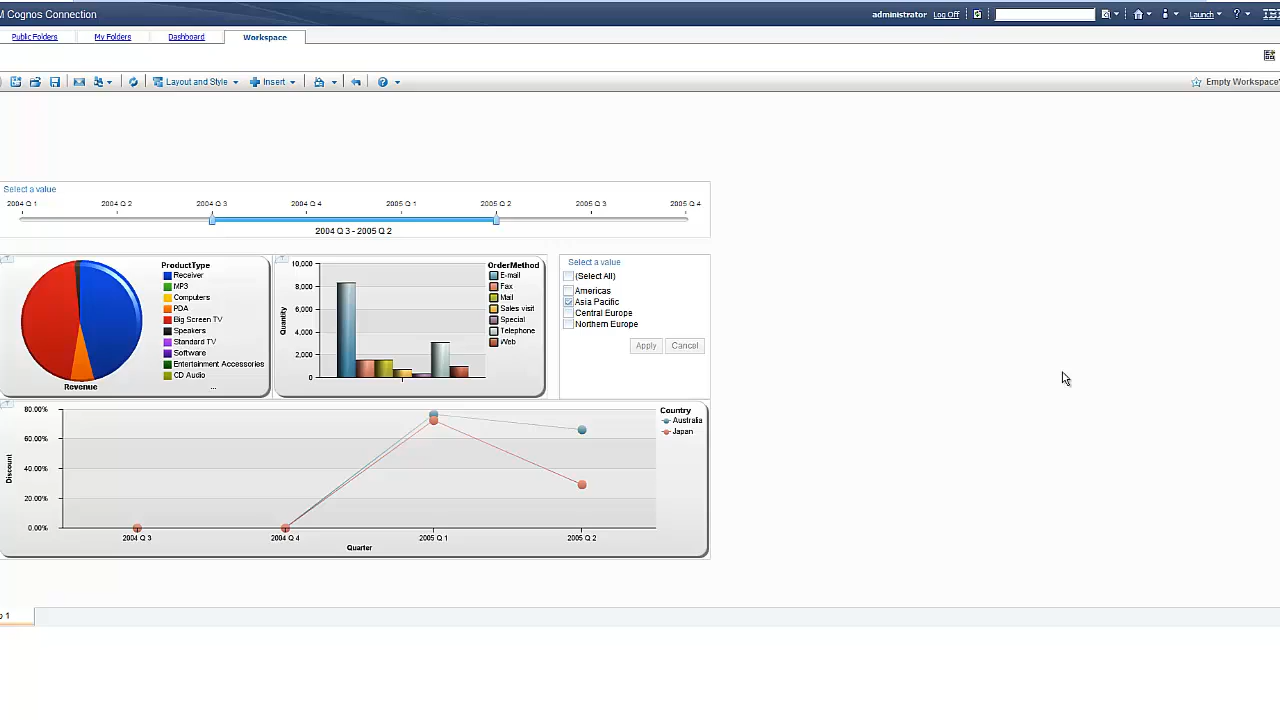 M Cognos Connection
administrator Log Off Launch ? IBM
Public Folders My Folders Dashboard Workspace
Layout and Style Insert ? Empty Workspace*
Select a value
2004 Q 1 2004 Q 2 2004 Q 3 2004 Q 4 2005 Q 1 2005 Q 2 2005 Q 3 2005 Q 4
2004 Q 3 - 2005 Q 2
ProductType
Receiver
MP3
Computers
PDA
Big Screen TV
Speakers
Standard TV
Software
Entertainment Accessories
CD Audio
...
Revenue
10,000
8,000
6,000
4,000
2,000
0
Quantity
OrderMethod
E-mail
Fax
Mail
Sales visit
Special
Telephone
Web
Select a value
(Select All)
Americas
Asia Pacific
Central Europe
Northern Europe
Apply Cancel
80.00%
60.00%
40.00%
20.00%
0.00%
Discount
2004 Q 3 2004 Q 4 2005 Q 1 2005 Q 2
Quarter
Country
Australia
Japan
b 1